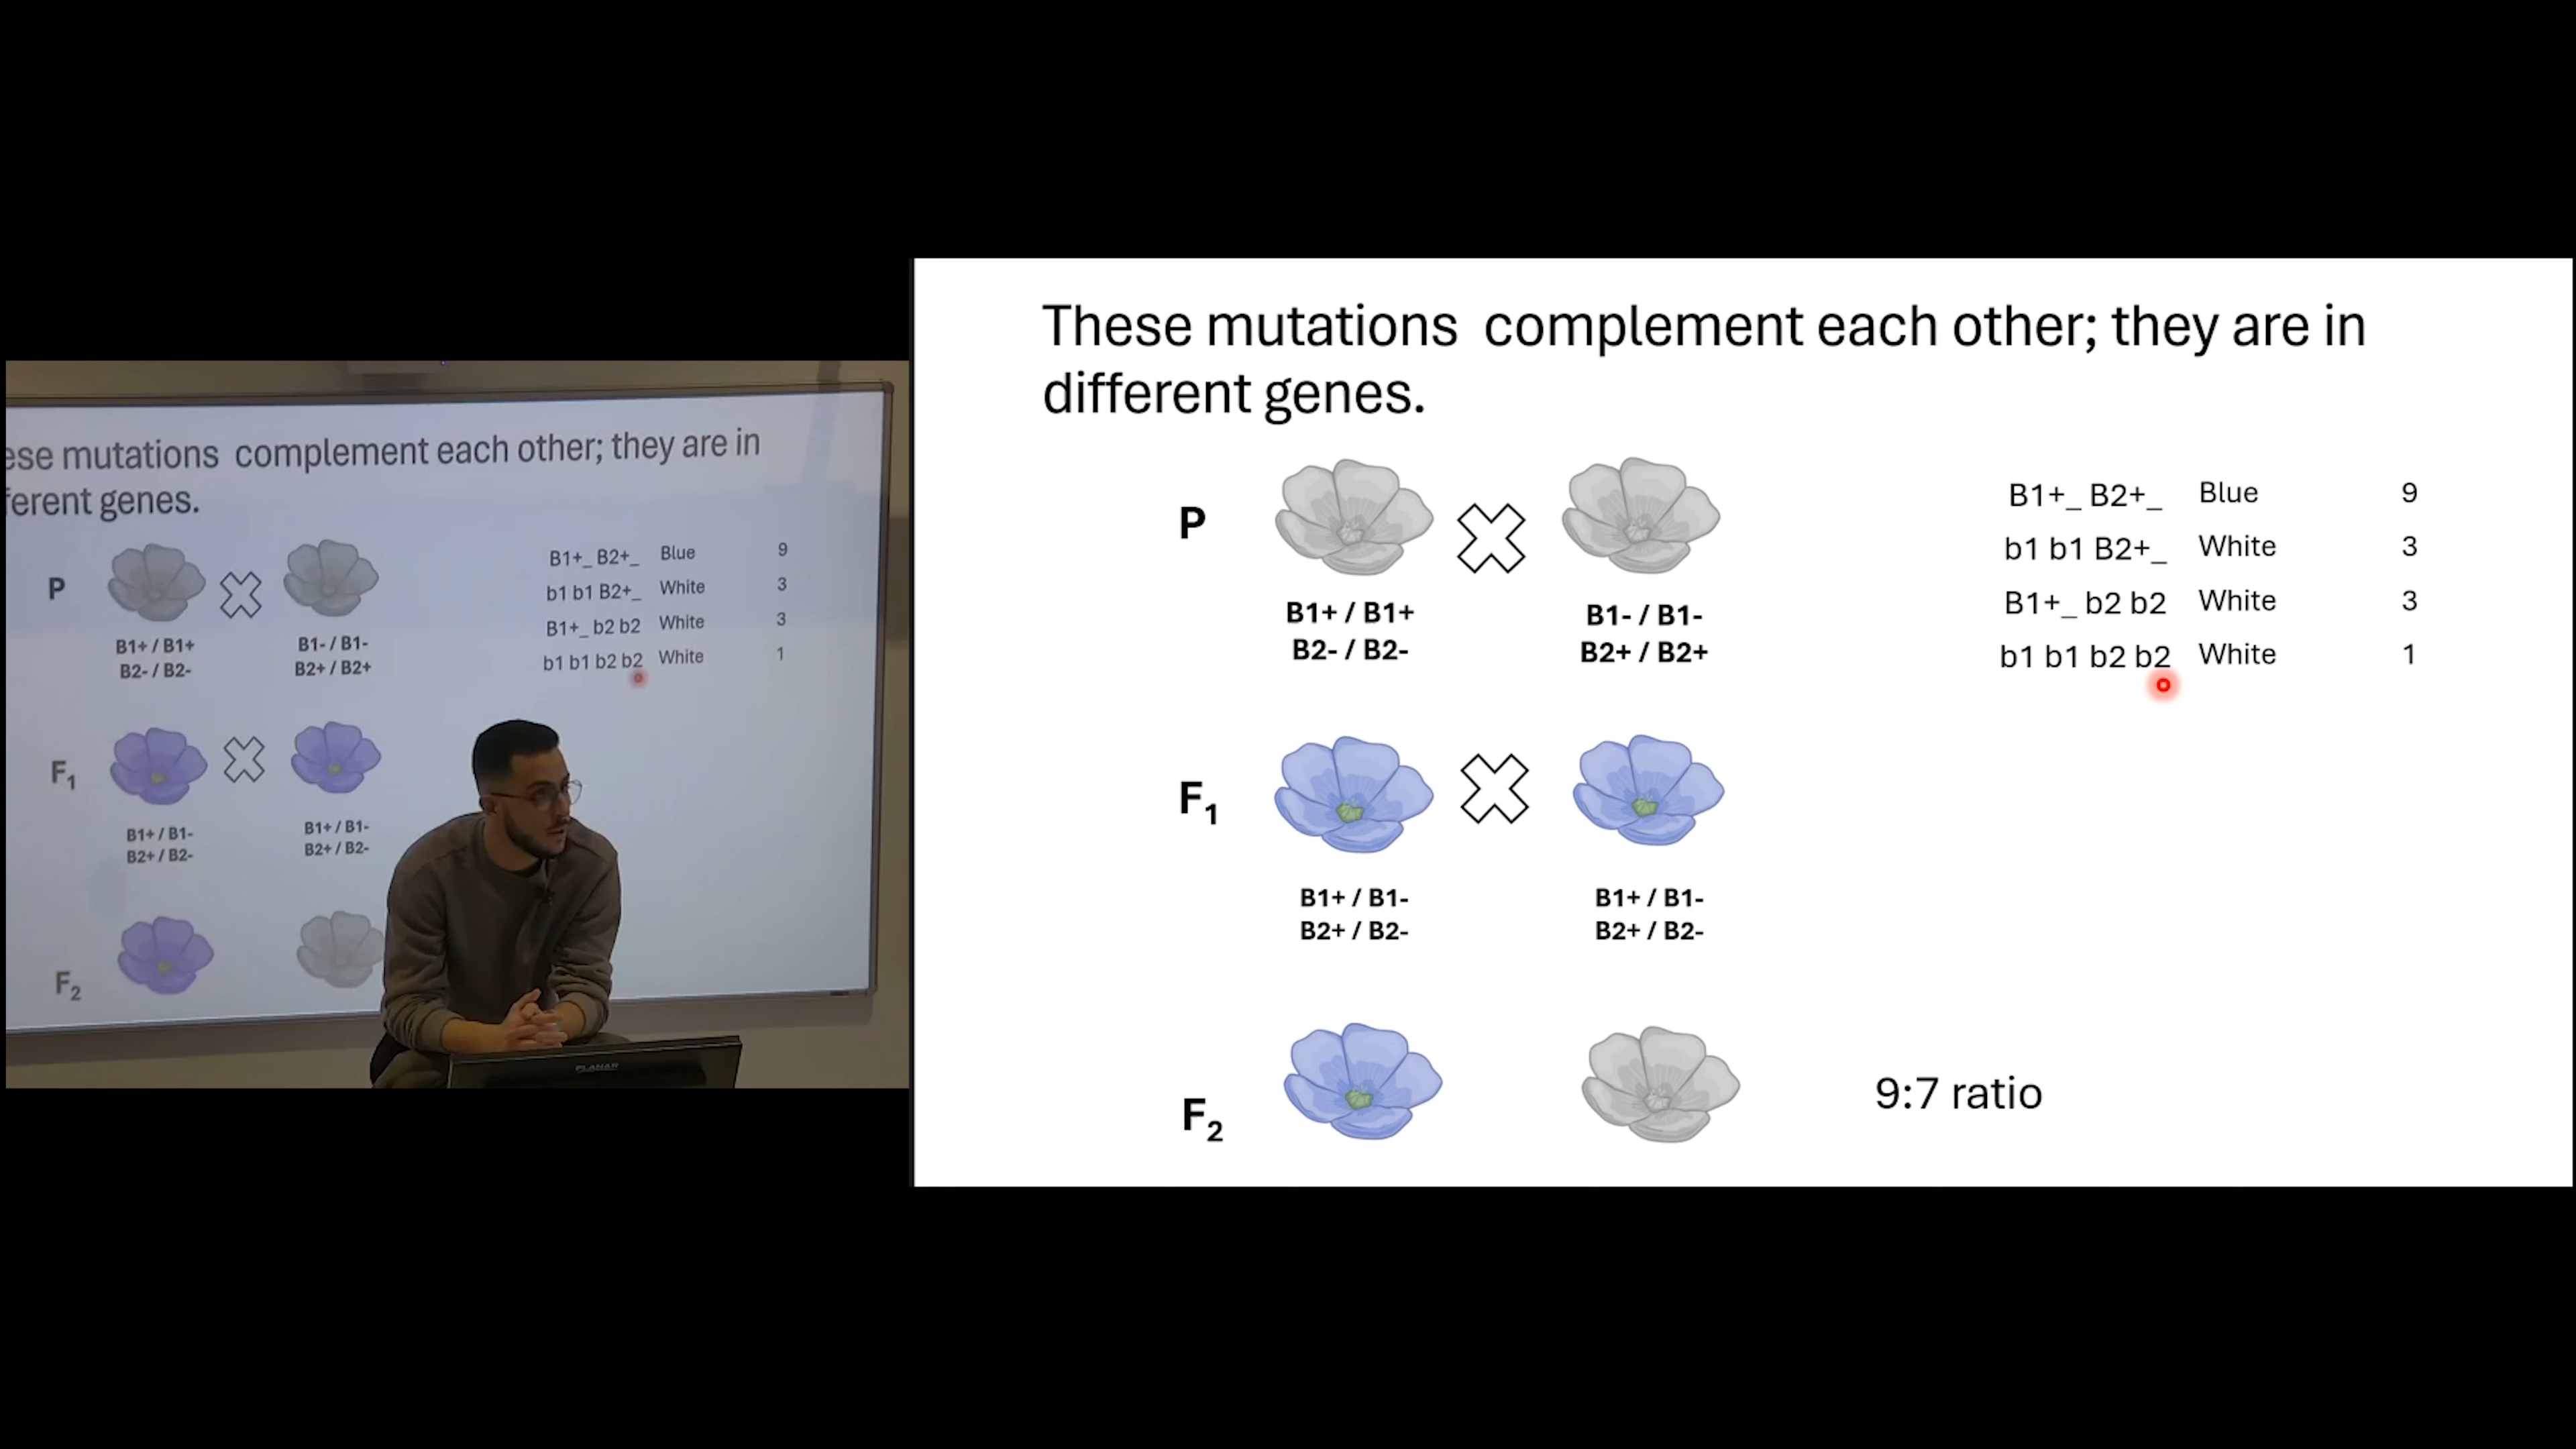 ese mutations complement each other; they are in
ferent genes.
P
B1+ / B1+
B2- / B2-
B1- / B1-
B2+ / B2+
B1+_ B2+_ Blue 9
b1 b1 B2+_ White 3
B1+_ b2 b2 White 3
b1 b1 b2 b2 White 1
F1
B1+ / B1-
B2+ / B2-
B1+ / B1-
B2+ / B2-
F2
PLANAR
These mutations complement each other; they are in
different genes.
P
B1+ / B1+
B2- / B2-
B1- / B1-
B2+ / B2+
B1+_ B2+_ Blue 9
b1 b1 B2+_ White 3
B1+_ b2 b2 White 3
b1 b1 b2 b2 White 1
F1
B1+ / B1-
B2+ / B2-
B1+ / B1-
B2+ / B2-
F2
9:7 ratio